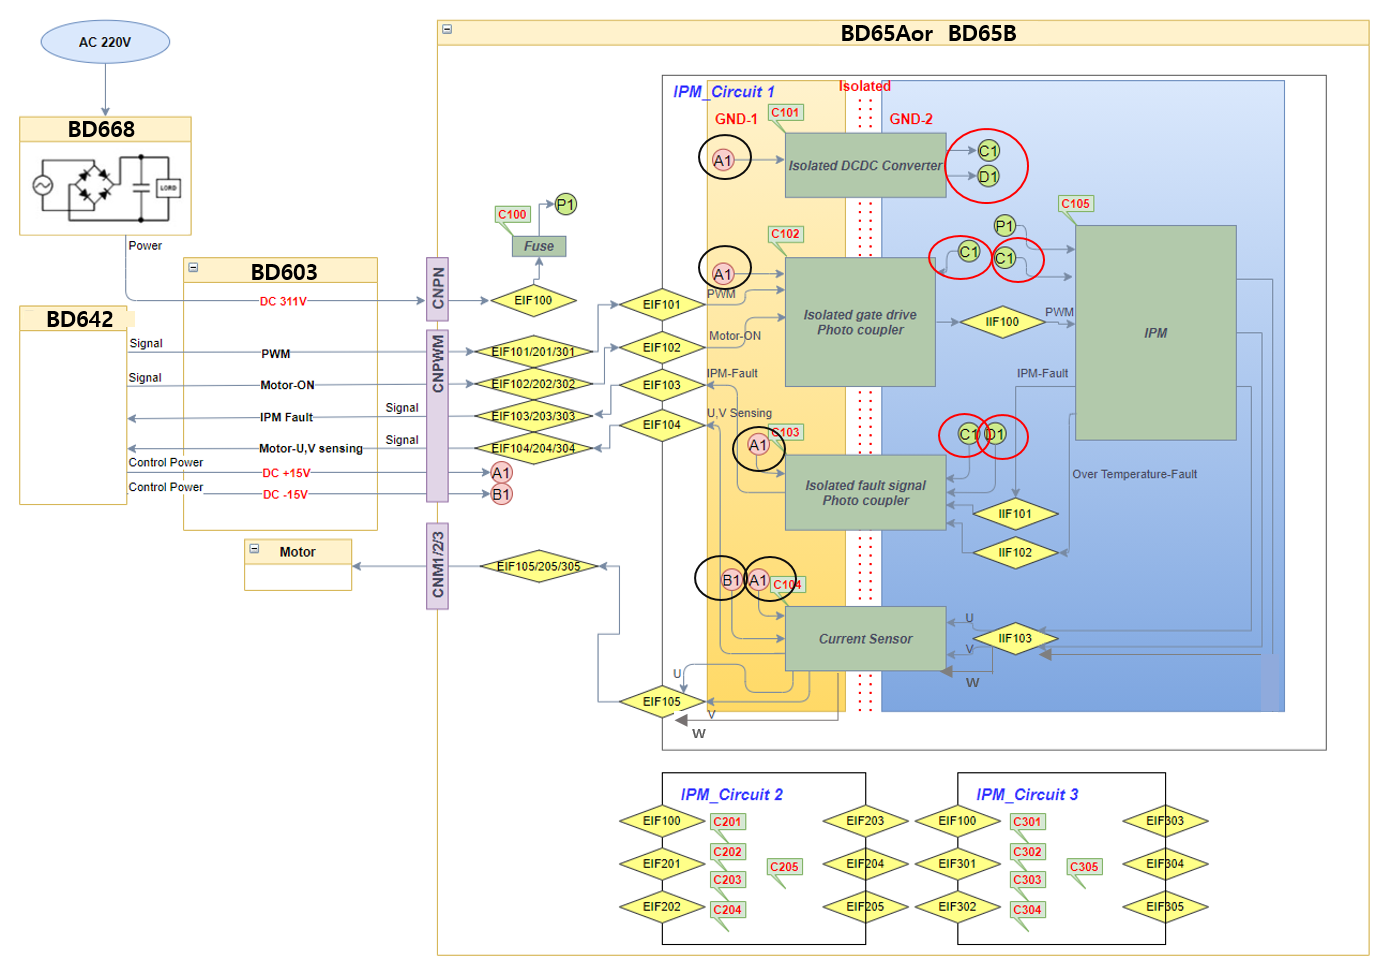 AC 220V
BD668
LORD
Power
BD603
DC 311V
BD642
Signal
PWM
Signal
Motor-ON
IPM Fault
Signal
Motor-U,V sensing
Signal
Control Power
DC +15V
Control Power
DC -15V
Motor
CNPN
CNPWM
CNM1/2/3
BD65Aor BD65B
C100
P1
Fuse
EIF100
EIF101/201/301
EIF102/202/302
EIF103/203/303
EIF104/204/304
A1
B1
EIF105/205/305
IPM_Circuit 1
Isolated
GND-1
GND-2
C101
A1
Isolated DCDC Converter
C1
D1
C102
A1
PWM
EIF101
Motor-ON
EIF102
Isolated gate drive
Photo coupler
C1
P1
C1
C105
IIF100
PWM
IPM
IPM-Fault
EIF103
IPM-Fault
U,V Sensing
EIF104
A1
C103
Isolated fault signal
Photo coupler
C1
D1
Over Temperature-Fault
IIF101
IIF102
B1
A1
C104
Current Sensor
U
V
W
IIF103
U
EIF105
V
W
IPM_Circuit 2
EIF100
C201
EIF203
C202
EIF201
C205
EIF204
C203
EIF202
C204
EIF205
IPM_Circuit 3
EIF100
C301
EIF303
C302
EIF301
C305
EIF304
C303
EIF302
C304
EIF305